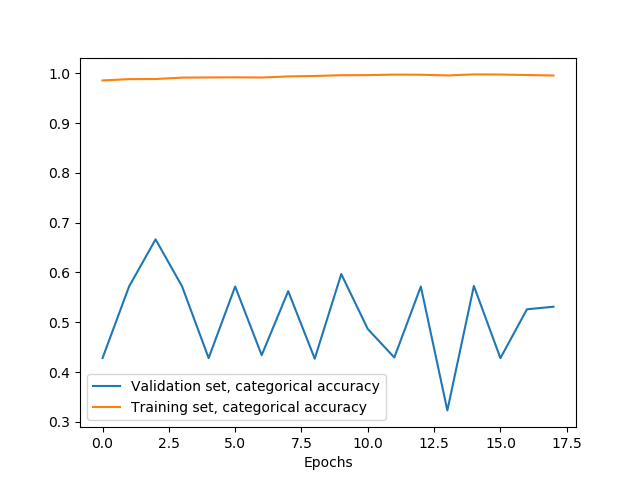 1.0
0.9
0.8
0.7
0.6
0.5
0.4
0.3
Validation set, categorical accuracy
Training set, categorical accuracy
0.0 2.5 5.0 7.5 10.0 12.5 15.0 17.5
Epochs